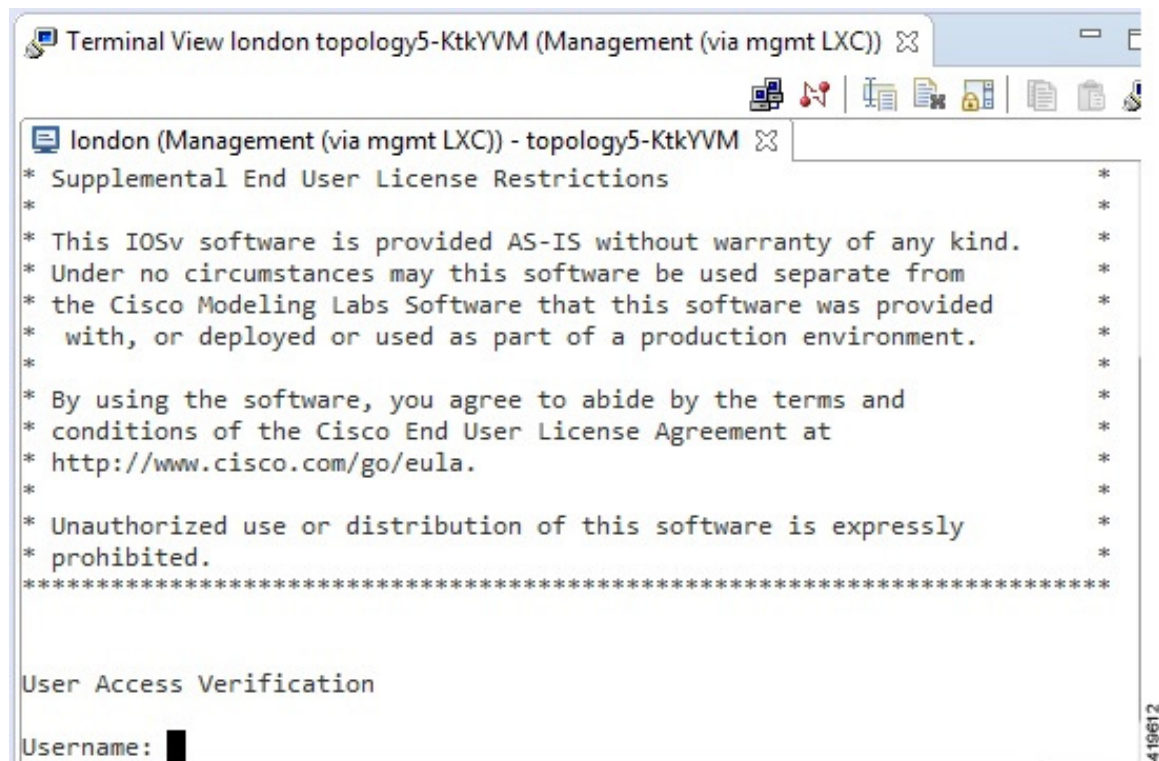 Terminal View london topology5-KtkYVM (Management (via mgmt LXC))
london (Management (via mgmt LXC)) - topology5-KtkYVM
* Supplemental End User License Restrictions *
* *
* This IOSv software is provided AS-IS without warranty of any kind. *
* Under no circumstances may this software be used separate from *
* the Cisco Modeling Labs Software that this software was provided *
* with, or deployed or used as part of a production environment. *
* *
* By using the software, you agree to abide by the terms and *
* conditions of the Cisco End User License Agreement at *
* http://www.cisco.com/go/eula. *
* *
* Unauthorized use or distribution of this software is expressly *
* prohibited. *
**************************************************************************
User Access Verification
Username:
419612